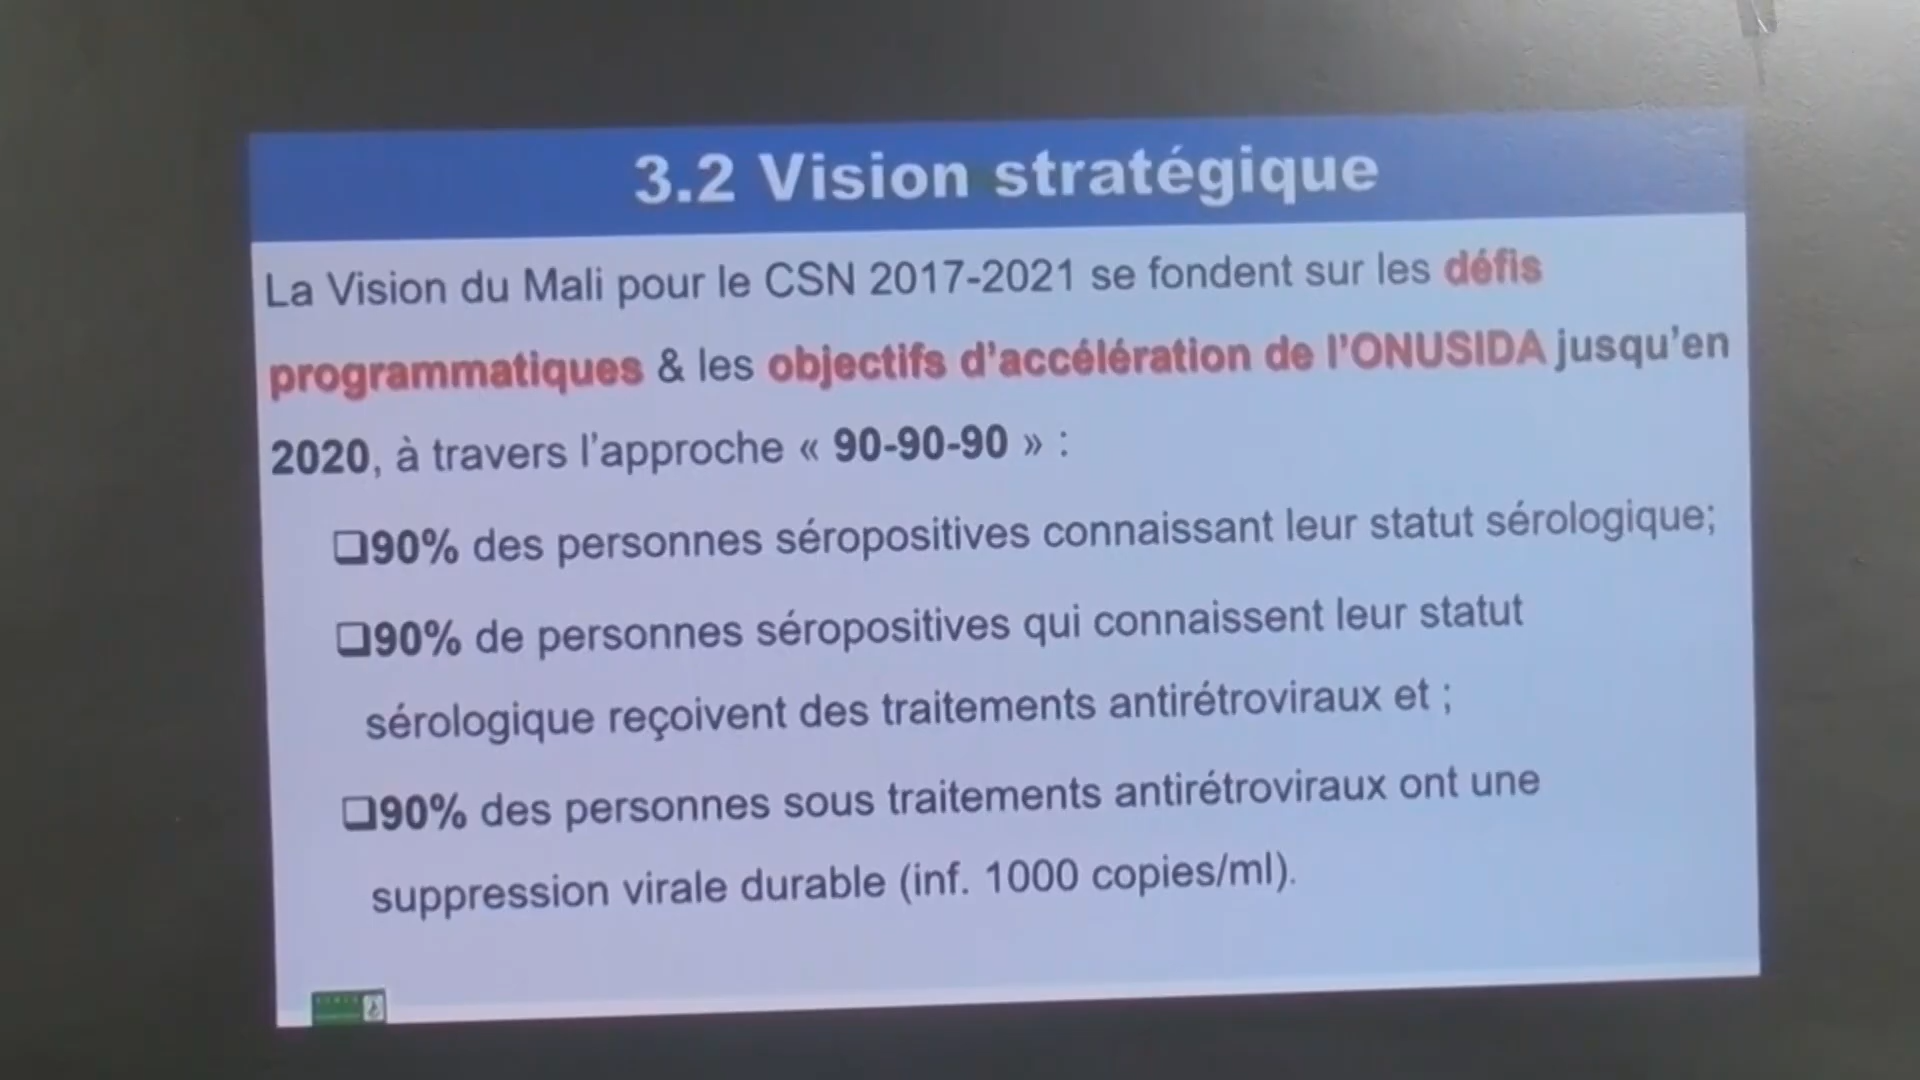 3.2 Vision stratégique
La Vision du Mali pour le CSN 2017-2021 se fondent sur les défis
programmatiques & les objectifs d'accélération de l'ONUSIDA jusqu'en
2020, à travers l'approche « 90-90-90 » :
❑90% des personnes séropositives connaissant leur statut sérologique;
❑90% de personnes séropositives qui connaissent leur statut
sérologique reçoivent des traitements antirétroviraux et ;
❑90% des personnes sous traitements antirétroviraux ont une
suppression virale durable (inf. 1000 copies/ml).